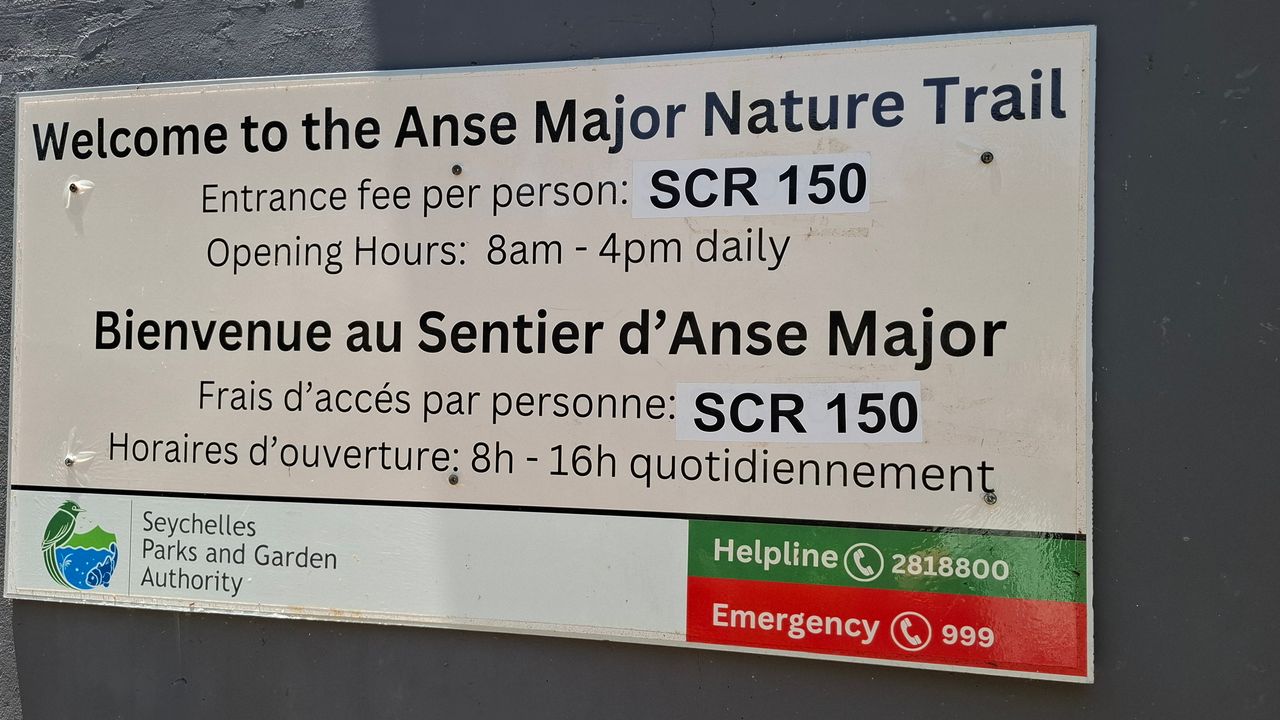 Welcome to the Anse Major Nature Trail
Entrance fee per person: SCR 150
Opening Hours: 8am - 4pm daily
Bienvenue au Sentier d’Anse Major
Frais d’accés par personne: SCR 150
Horaires d’ouverture: 8h - 16h quotidiennement
Seychelles
Parks and Garden
Authority
Helpline 2818800
Emergency 999